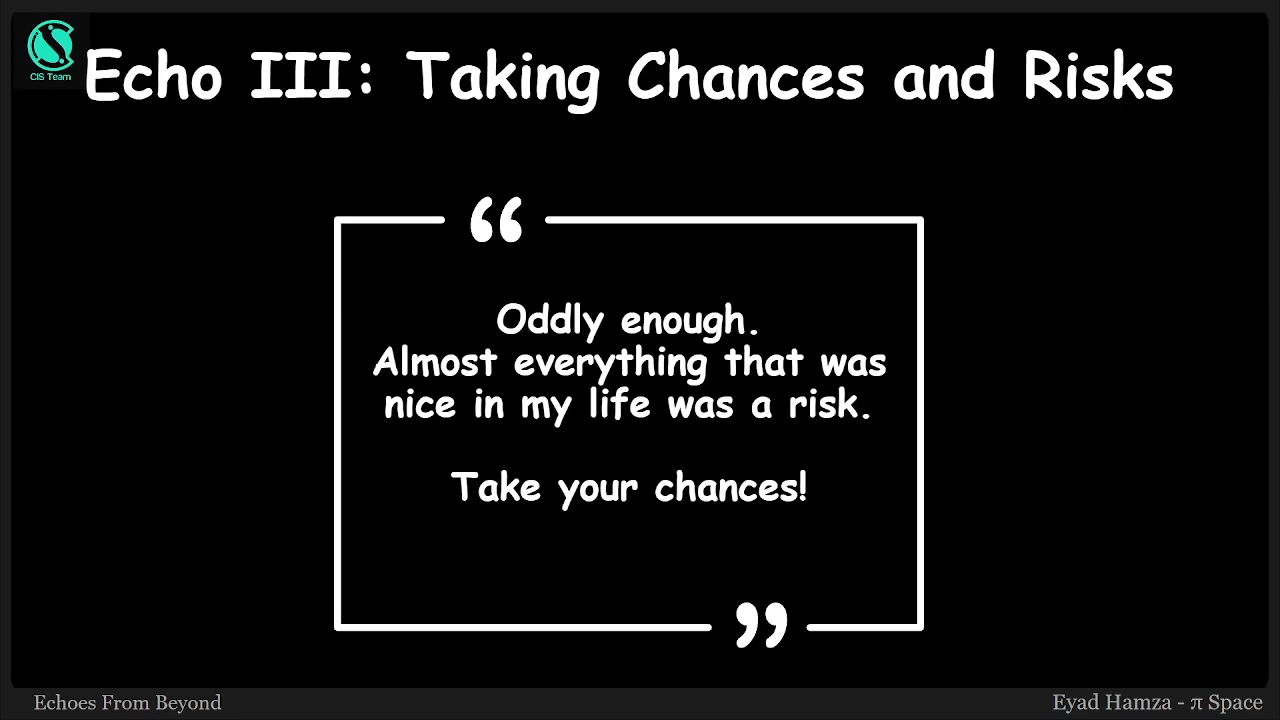 CIS Team
Echo III: Taking Chances and Risks
“
Oddly enough.
Almost everything that was
nice in my life was a risk.
Take your chances!
”
Echoes From Beyond
Eyad Hamza - π Space